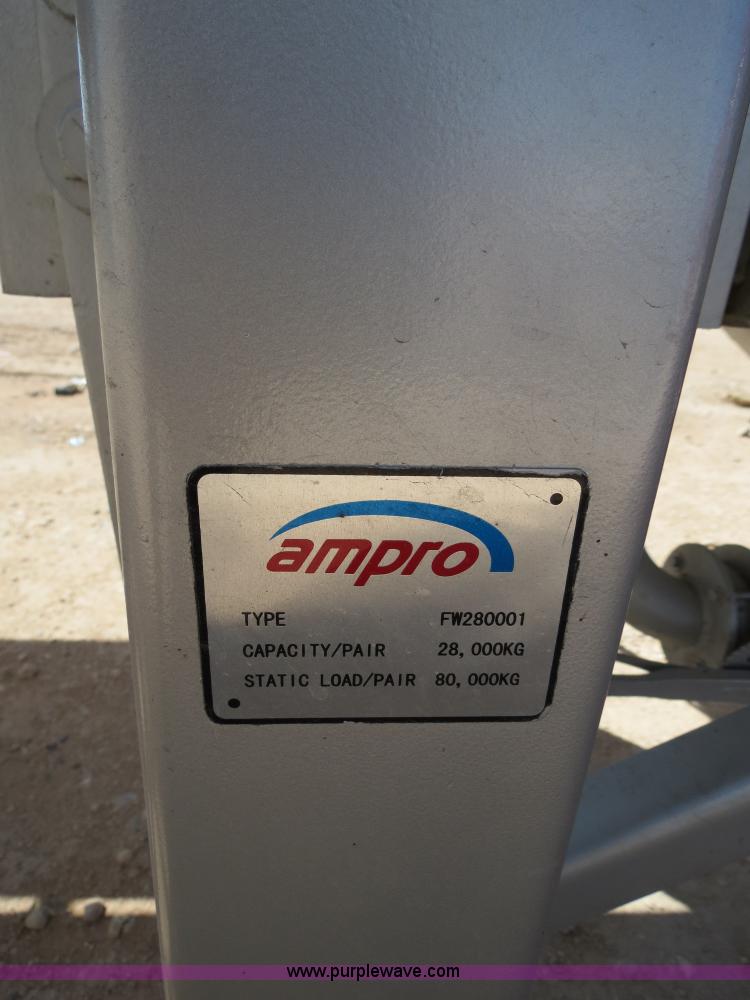 ampro
TYPE FW280001
CAPACITY/PAIR 28,000KG
STATIC LOAD/PAIR 80,000KG
www.purplewave.com